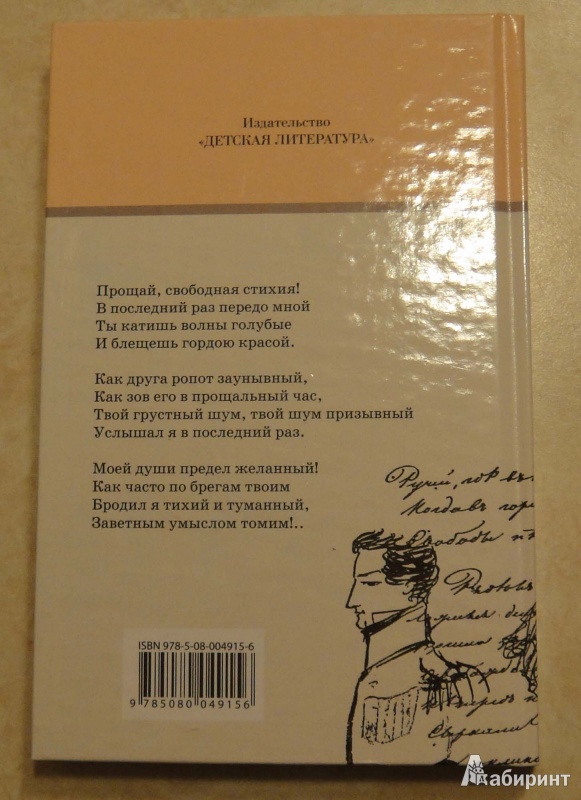 Издательство
«ДЕТСКАЯ ЛИТЕРАТУРА»
Прощай, свободная стихия!
В последний раз передо мной
Ты катишь волны голубые
И блещешь гордою красой.
Как друга ропот заунывный,
Как зов его в прощальный час,
Твой грустный шум, твой шум призывный
Услышал я в последний раз.
Моей души предел желанный!
Как часто по брегам твоим
Бродил я тихий и туманный,
Заветным умыслом томим!..
Когдавъ
Свободы
ISBN 978-5-08-004915-6
9 785080 049156
Лабиринт